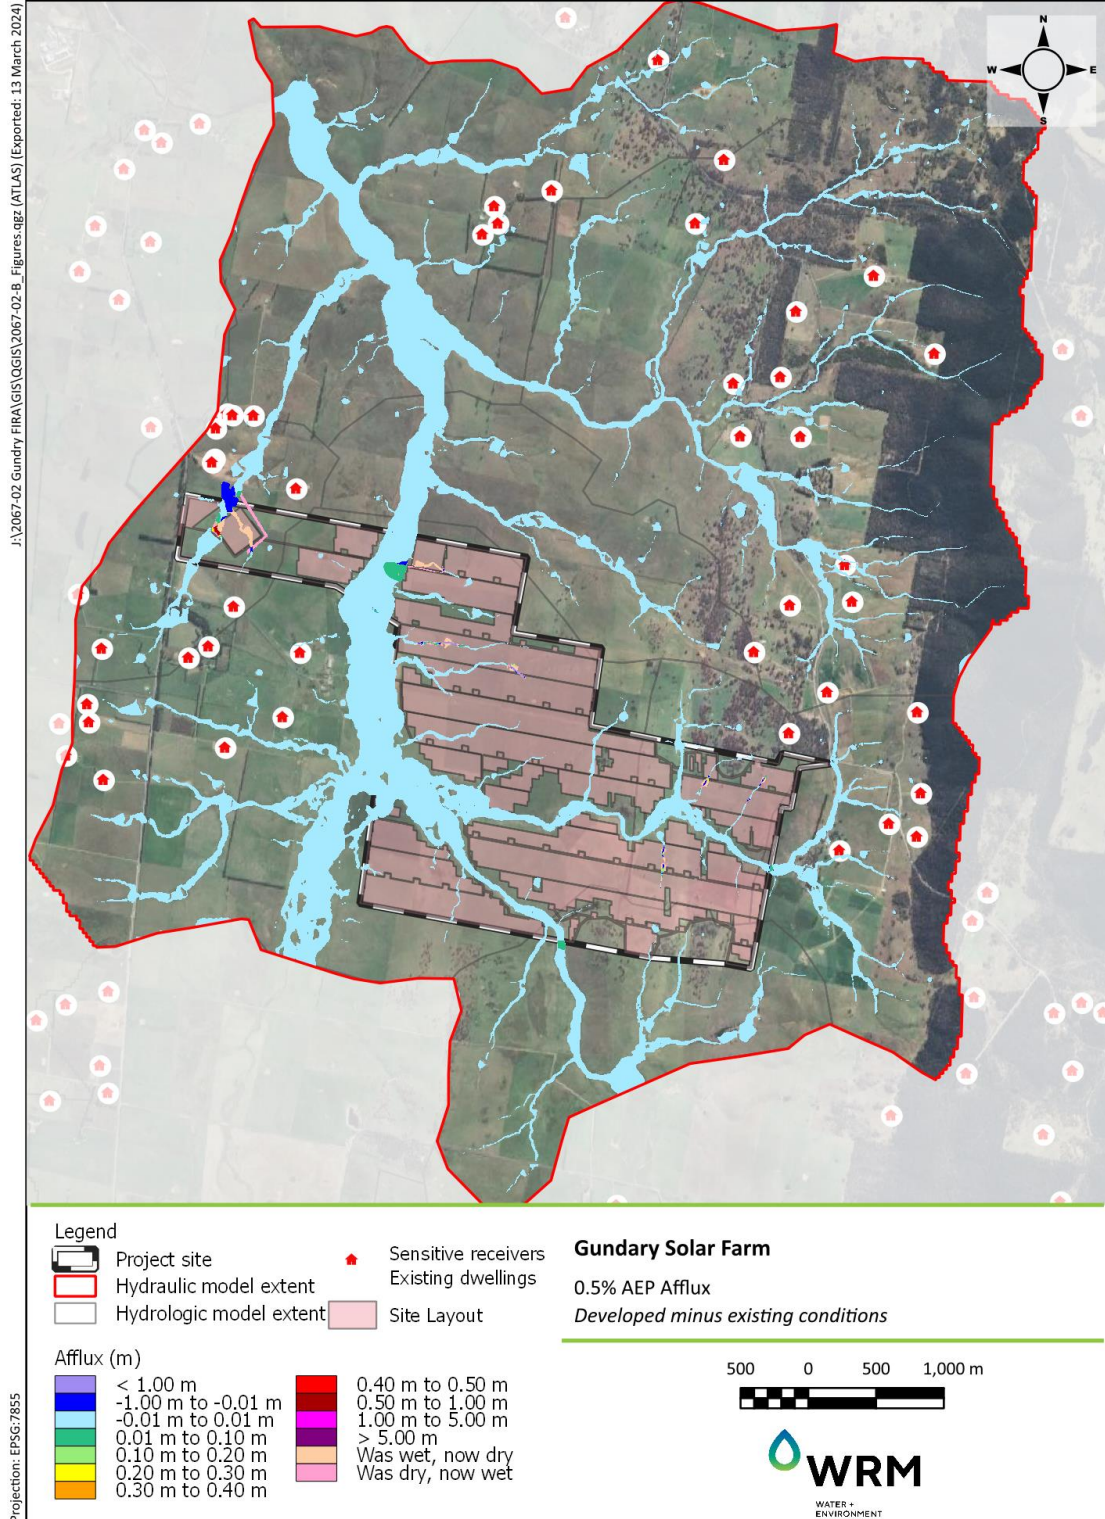 J:\2067-02 Gundry FIRA\GIS\QGIS\2067-02-B_Figures.qgz (ATLAS) (Exported: 13 March 2024)
N
W
E
S
Projection: EPSG:7855
Legend
Project site
Hydraulic model extent
Hydrologic model extent
Sensitive receivers
Existing dwellings
Site Layout
Afflux (m)
< 1.00 m
-1.00 m to -0.01 m
-0.01 m to 0.01 m
0.01 m to 0.10 m
0.10 m to 0.20 m
0.20 m to 0.30 m
0.30 m to 0.40 m
0.40 m to 0.50 m
0.50 m to 1.00 m
1.00 m to 5.00 m
> 5.00 m
Was wet, now dry
Was dry, now wet
Gundary Solar Farm
0.5% AEP Afflux
Developed minus existing conditions
500 0 500 1,000 m
WRM
WATER +
ENVIRONMENT